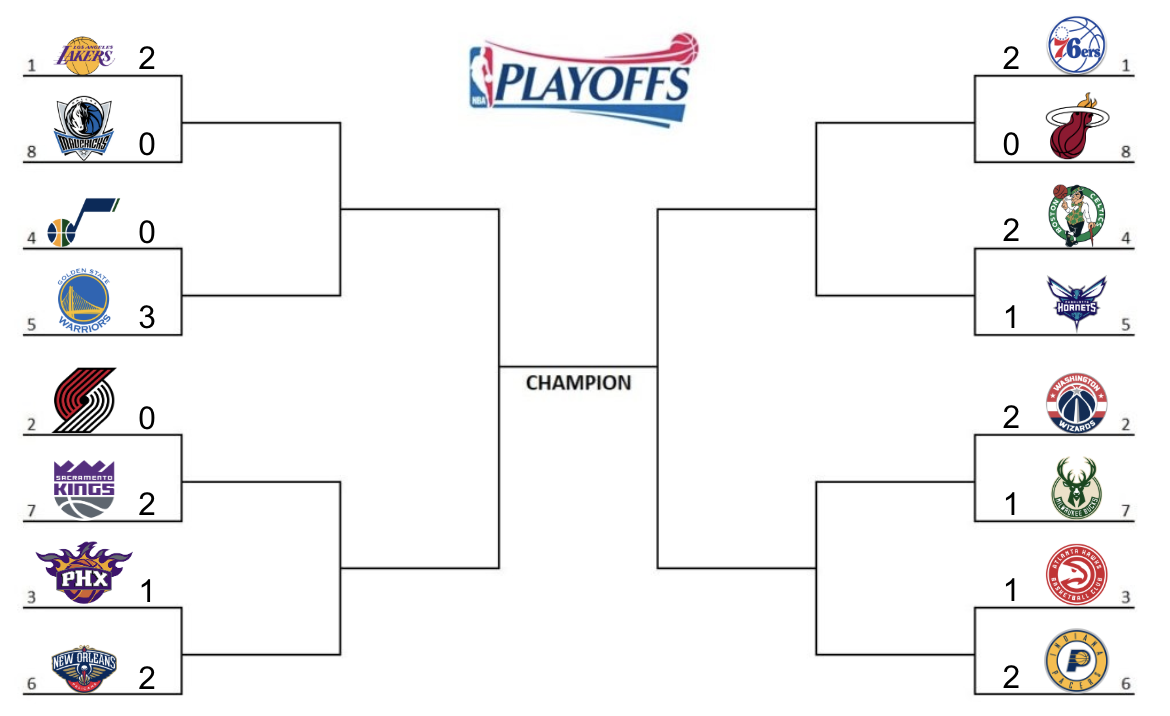 NBA
PLAYOFFS
1
LOS ANGELES
LAKERS
2
8
MAVERICKS
0
4
0
5
GOLDEN STATE
WARRIORS
3
2
0
7
SACRAMENTO
KINGS
2
3
PHX
1
6
NEW ORLEANS
PELICANS
2
CHAMPION
2
76ers
1
0
8
2
BOSTON
CELTICS
4
1
CHARLOTTE
HORNETS
5
2
WASHINGTON
WIZARDS
2
1
MILWAUKEE BUCKS
7
1
ATLANTA HAWKS
BASKETBALL CLUB
3
2
INDIANA
PACERS
6